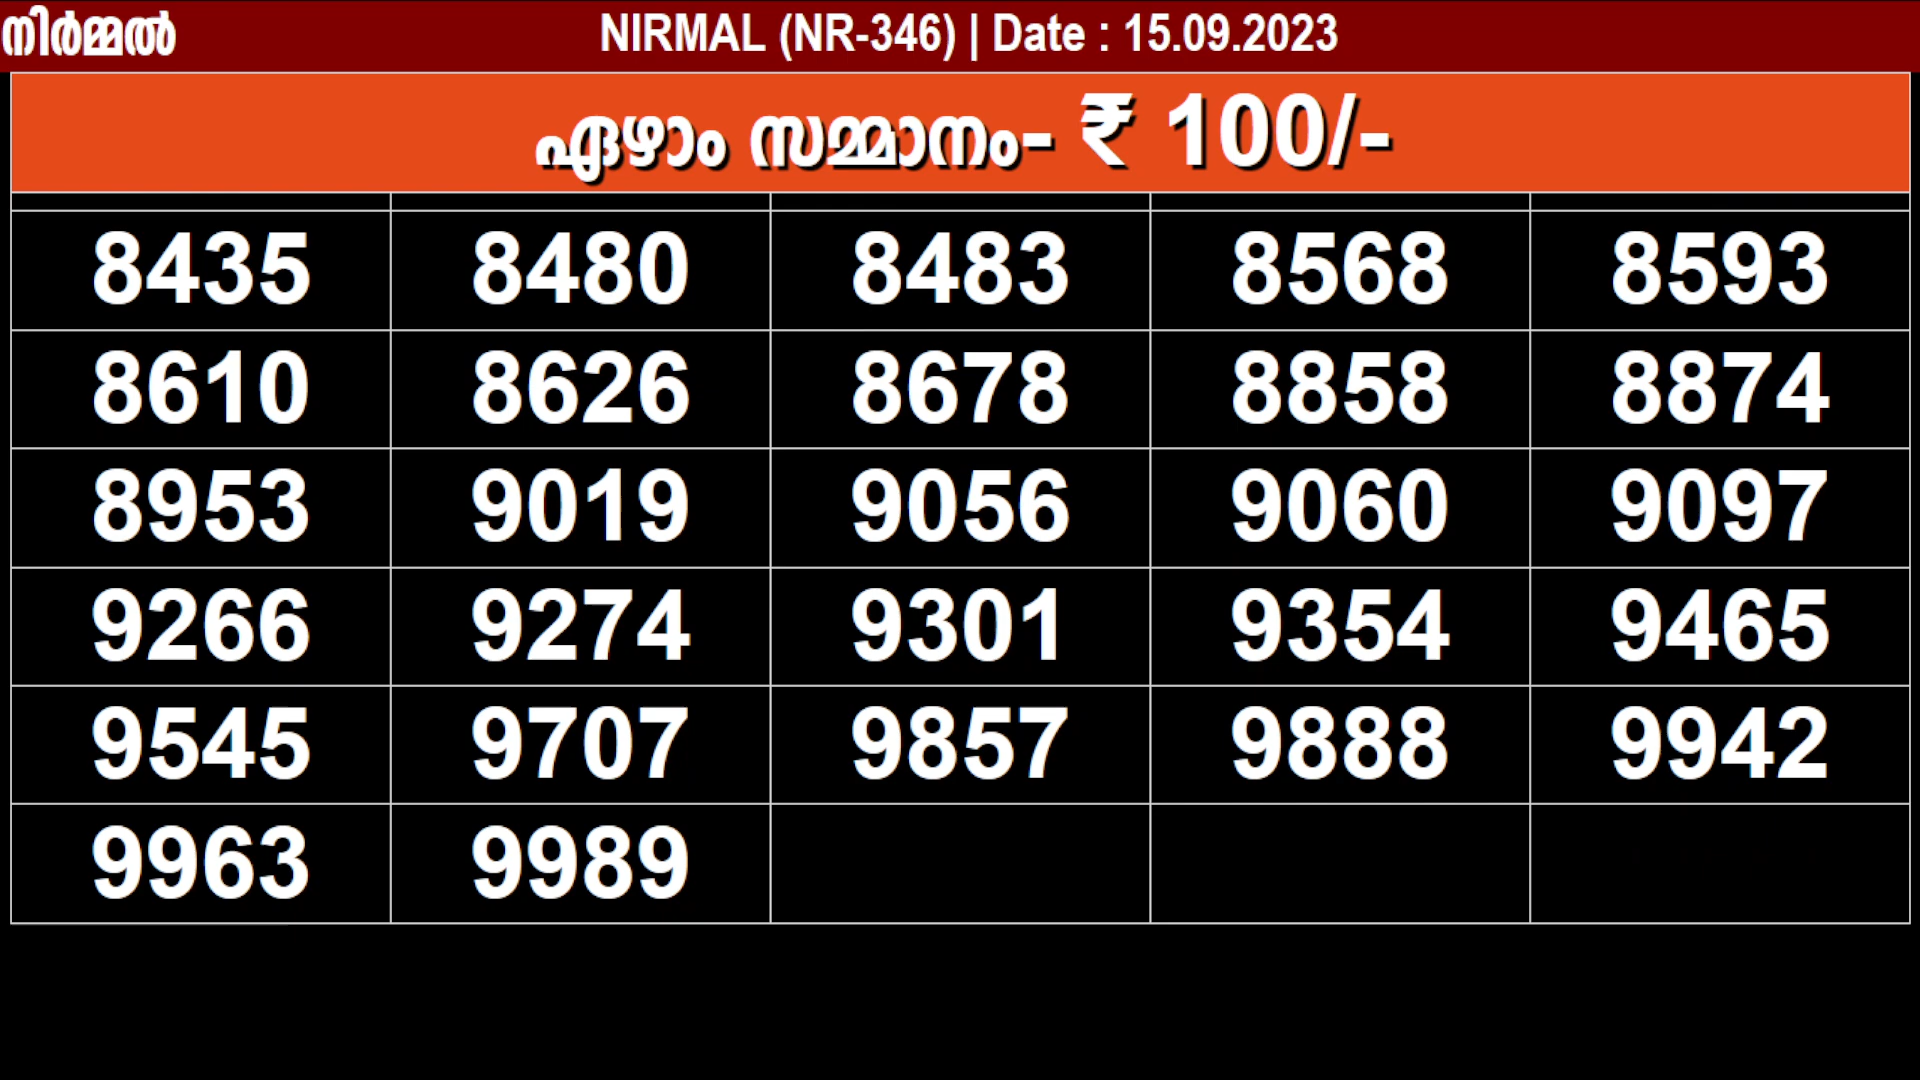 നിർമ്മൽ NIRMAL (NR-346) | Date : 15.09.2023
ഏഴാം സമ്മാനം- ₹ 100/-
8435 8480 8483 8568 8593
8610 8626 8678 8858 8874
8953 9019 9056 9060 9097
9266 9274 9301 9354 9465
9545 9707 9857 9888 9942
9963 9989